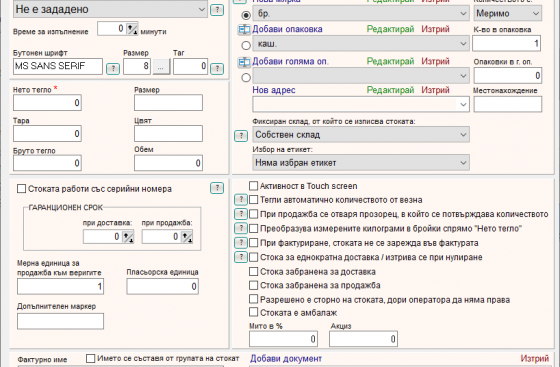 Не е зададено
Време за изпълнение 0 минути
Бутонен шрифт Размер Таг
MS SANS SERIF ? 8 ... 0 ?
Нето тегло * Размер
0
Тара Цвят
0
Бруто тегло Обем
0 0
бр. Редактирай Изтрий Меримо
Добави опаковка Редактирай Изтрий К-во в опаковка
каш. 1
Добави голяма оп. Редактирай Изтрий Опаковки в г. оп.
0
Нов адрес Редактирай Изтрий Местонахождение
Фиксиран склад, от който се изписва стоката:
? Собствен склад
Избор на етикет:
Няма избран етикет
Стоката работи със серийни номера ?
ГАРАНЦИОНЕН СРОК
при доставка: при продажба:
0 0
Мерна единица за
продажба към веригите Пласьорска единица
1 0
Допълнителен маркер
Активност в Touch screen
? Тегли автоматично количеството от везна
? При продажба се отваря прозорец, в който се потвърждава количеството
? Преобразува измерените килограми в бройки спрямо "Нето тегло"
? При фактуриране, стоката не се зарежда във фактурата
? Стока за еднократна доставка / изтрива се при нулиране
Стока забранена за доставка
Стока забранена за продажба
Разрешено е сторно на стоката, дори оператора да няма права
Стоката е амбалаж
Мито в % Акциз
0 0
Фактурно име Името се съставя от групата на стокат
Добави документ Изтрий